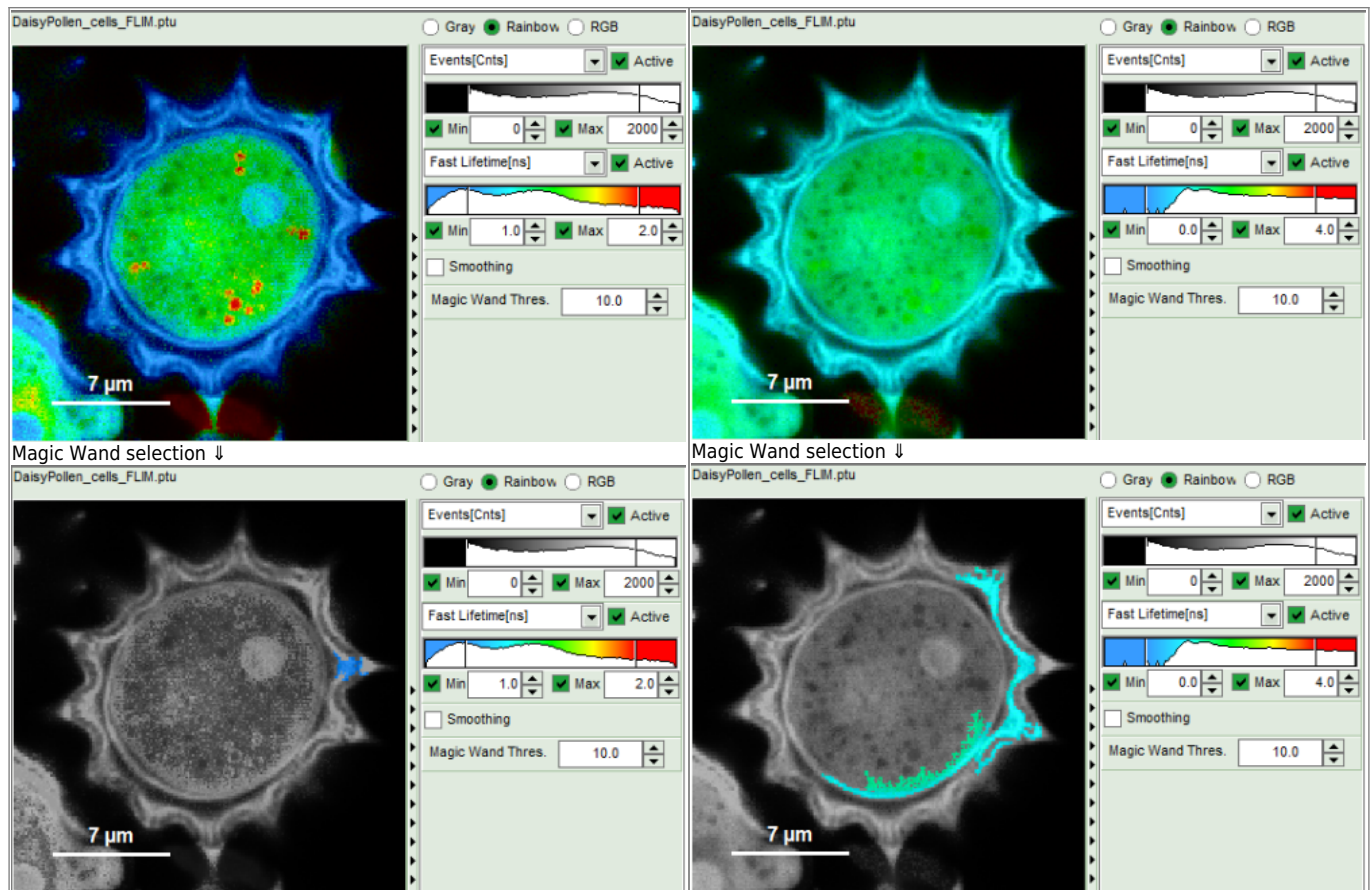 DaisyPollen_cells_FLIM.ptu
Gray Rainbow RGB
Events[Cnts] Active
Min 0 Max 2000
Fast Lifetime[ns] Active
Min 1.0 Max 2.0
Smoothing
Magic Wand Thres. 10.0
7 µm
Magic Wand selection ⇓
DaisyPollen_cells_FLIM.ptu
Gray Rainbow RGB
Events[Cnts] Active
Min 0 Max 2000
Fast Lifetime[ns] Active
Min 0.0 Max 4.0
Smoothing
Magic Wand Thres. 10.0
7 µm
Magic Wand selection ⇓
DaisyPollen_cells_FLIM.ptu
Gray Rainbow RGB
Events[Cnts] Active
Min 0 Max 2000
Fast Lifetime[ns] Active
Min 1.0 Max 2.0
Smoothing
Magic Wand Thres. 10.0
7 µm
DaisyPollen_cells_FLIM.ptu
Gray Rainbow RGB
Events[Cnts] Active
Min 0 Max 2000
Fast Lifetime[ns] Active
Min 0.0 Max 4.0
Smoothing
Magic Wand Thres. 10.0
7 µm